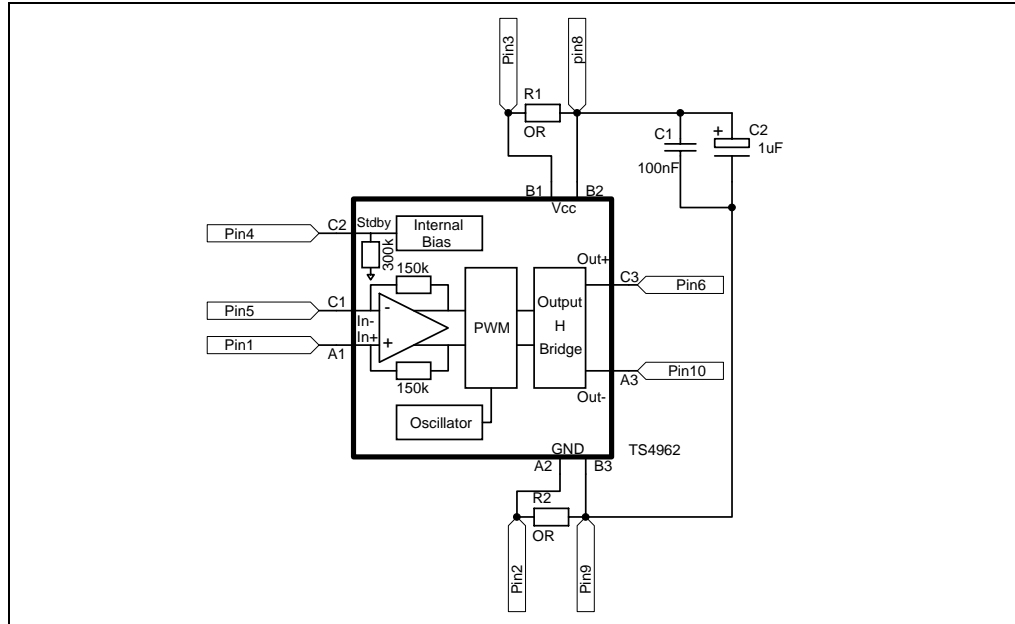 Pin3
pin8
R1
OR
C1
100nF
+
C2
1uF
B1
B2
Vcc
Pin4
C2
Stdby
300k
Internal
Bias
150k
Out+
C3
Pin6
Pin5
C1
In-
-
Pin1
A1
In+
+
150k
PWM
Output
H
Bridge
A3
Pin10
Out-
Oscillator
GND
TS4962
A2
B3
R2
OR
Pin2
Pin9